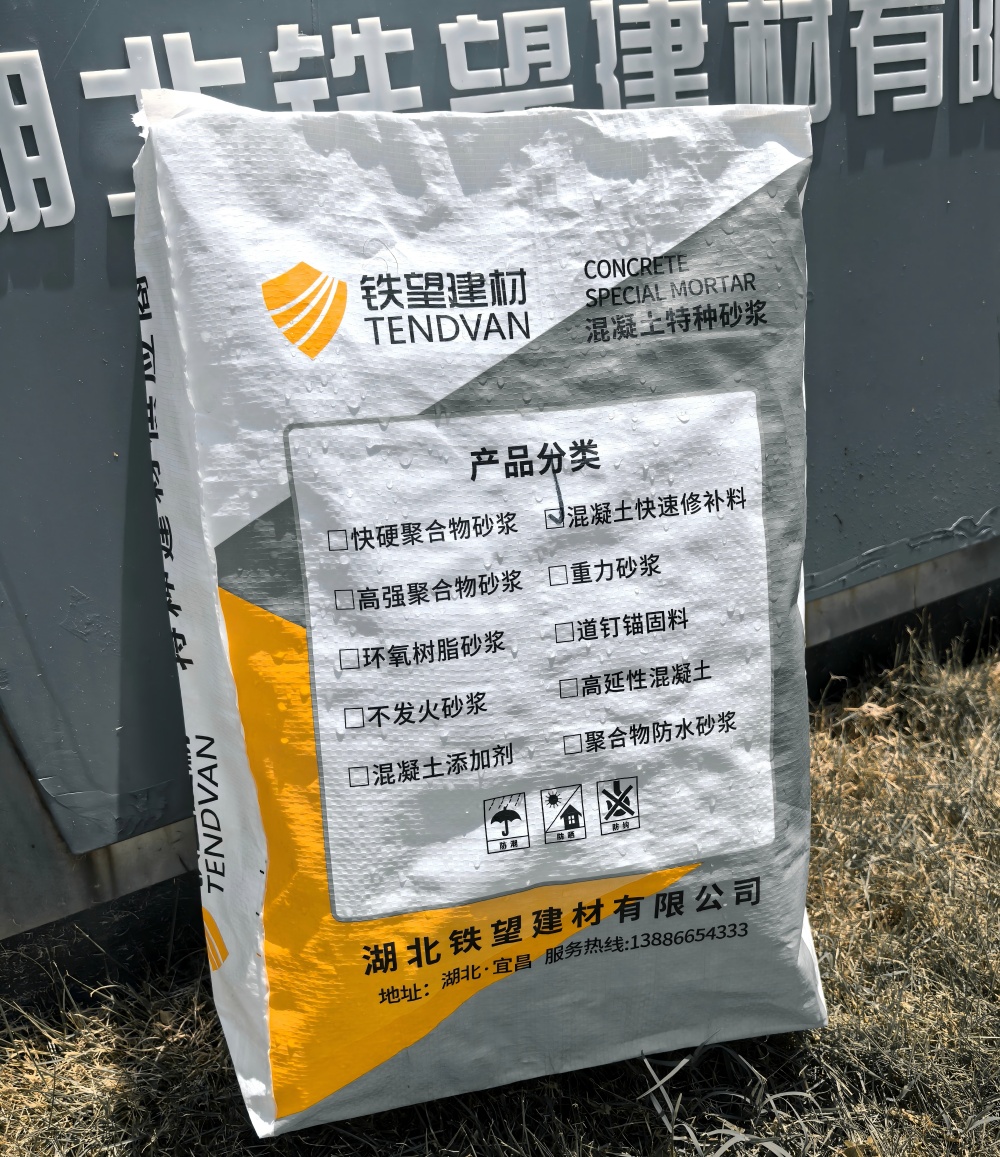 湖北铁望建材有限
铁望建材
TENDVAN
CONCRETE
SPECIAL MORTAR
混凝土特种砂浆
产品分类
□快硬聚合物砂浆
☑混凝土快速修补料
□高强聚合物砂浆
□重力砂浆
□环氧树脂砂浆
□道钉锚固料
□不发火砂浆
□高延性混凝土
□混凝土添加剂
□聚合物防水砂浆
防潮
防晒
防钩
湖北铁望建材有限公司
地址：湖北·宜昌 服务热线:13886654333
TENDVAN